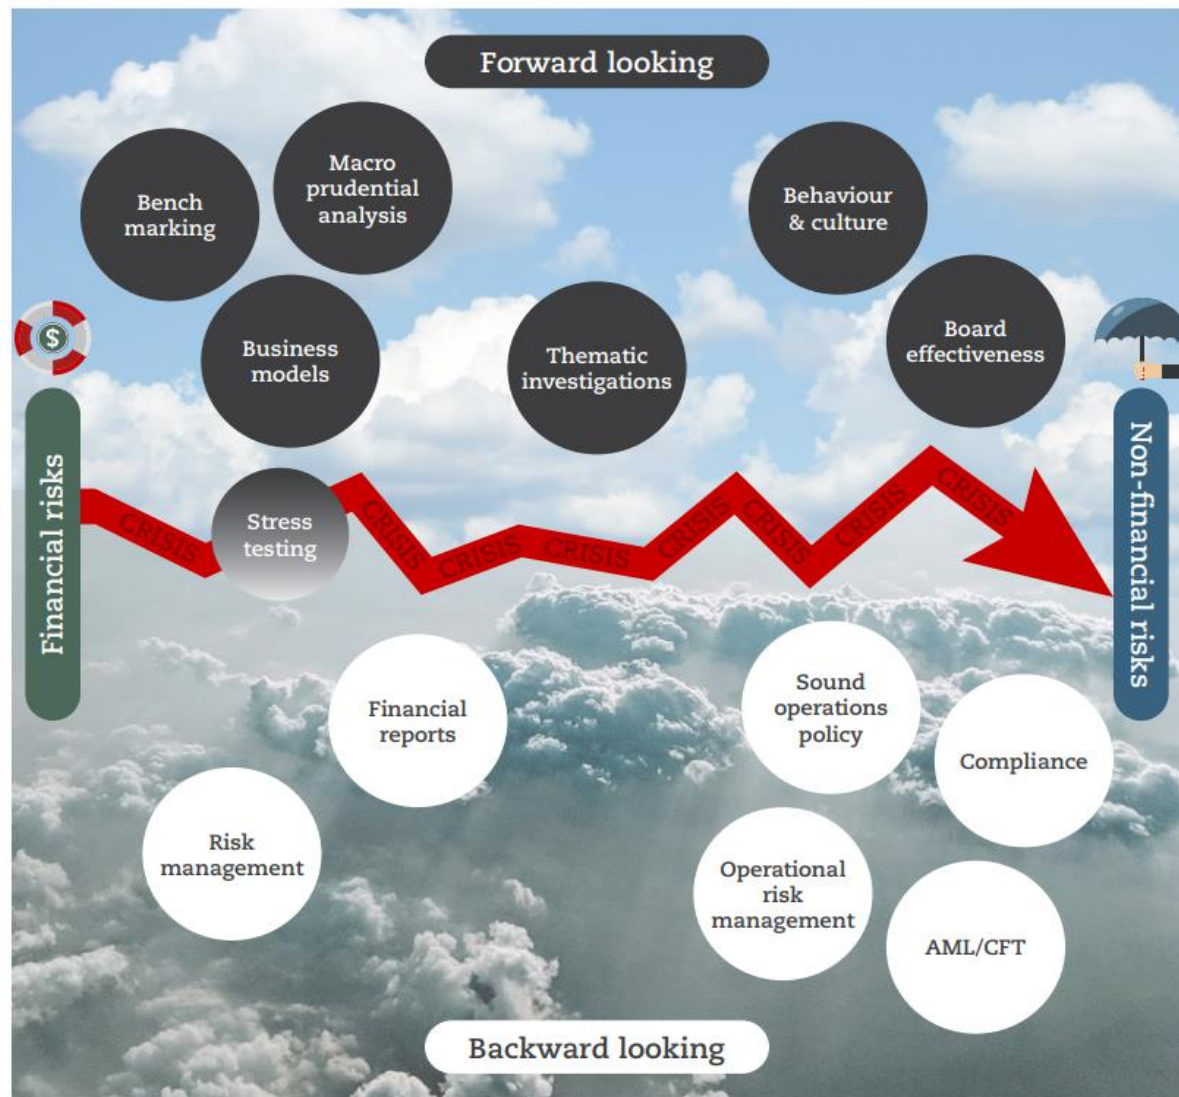 Forward looking
Macro
prudential
analysis
Bench
marking
Behaviour
& culture
Business
models
Thematic
investigations
Board
effectiveness
$
Financial risks
Non-financial risks
Stress
testing
CRISIS
CRISIS
CRISIS
CRISIS
CRISIS
CRISIS
CRISIS
CRISIS
Financial
reports
Sound
operations
policy
Compliance
Risk
management
Operational
risk
management
AML/CFT
Backward looking